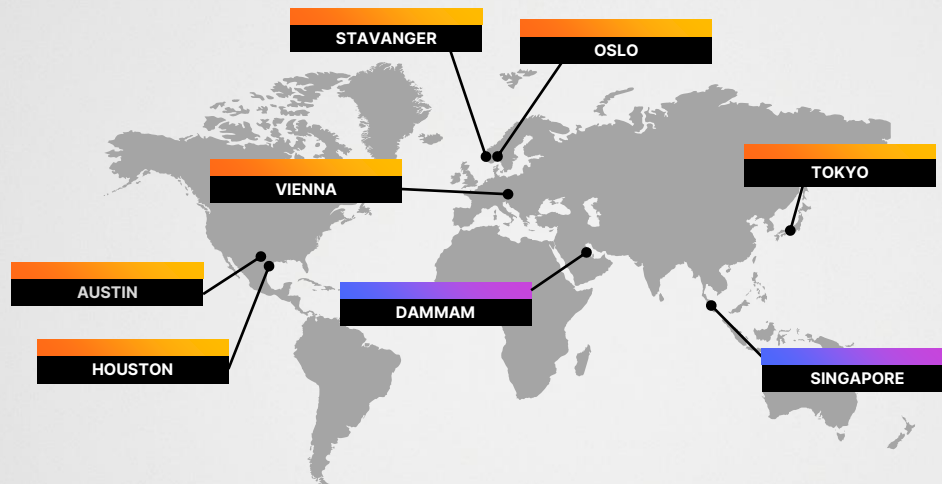 STAVANGER
OSLO
TOKYO
VIENNA
AUSTIN
DAMMAM
HOUSTON
SINGAPORE